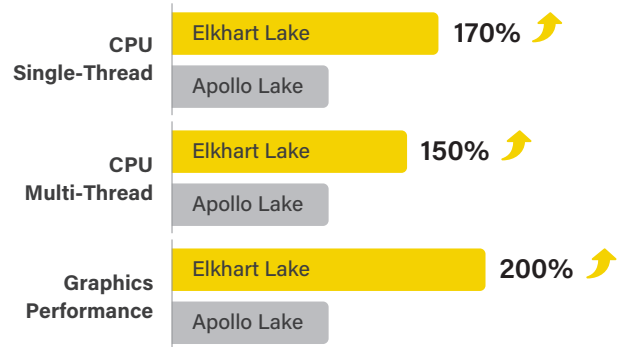 CPU
Single-Thread
Elkhart Lake
170%
Apollo Lake
CPU
Multi-Thread
Elkhart Lake
150%
Apollo Lake
Graphics
Performance
Elkhart Lake
200%
Apollo Lake